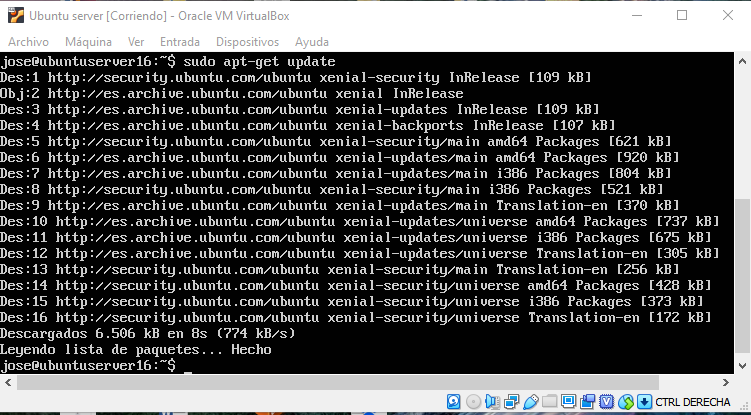 Ubuntu server [Corriendo] - Oracle VM VirtualBox
Archivo Máquina Ver Entrada Dispositivos Ayuda
jose@ubuntuserver16:~$ sudo apt-get update
Des:1 http://security.ubuntu.com/ubuntu xenial-security InRelease [109 kB]
Obj:2 http://es.archive.ubuntu.com/ubuntu xenial InRelease
Des:3 http://es.archive.ubuntu.com/ubuntu xenial-updates InRelease [109 kB]
Des:4 http://es.archive.ubuntu.com/ubuntu xenial-backports InRelease [107 kB]
Des:5 http://security.ubuntu.com/ubuntu xenial-security/main amd64 Packages [621 kB]
Des:6 http://es.archive.ubuntu.com/ubuntu xenial-updates/main amd64 Packages [920 kB]
Des:7 http://es.archive.ubuntu.com/ubuntu xenial-updates/main i386 Packages [804 kB]
Des:8 http://security.ubuntu.com/ubuntu xenial-security/main i386 Packages [521 kB]
Des:9 http://es.archive.ubuntu.com/ubuntu xenial-updates/main Translation-en [370 kB]
Des:10 http://es.archive.ubuntu.com/ubuntu xenial-updates/universe amd64 Packages [737 kB]
Des:11 http://es.archive.ubuntu.com/ubuntu xenial-updates/universe i386 Packages [675 kB]
Des:12 http://es.archive.ubuntu.com/ubuntu xenial-updates/universe Translation-en [305 kB]
Des:13 http://security.ubuntu.com/ubuntu xenial-security/main Translation-en [256 kB]
Des:14 http://security.ubuntu.com/ubuntu xenial-security/universe amd64 Packages [428 kB]
Des:15 http://security.ubuntu.com/ubuntu xenial-security/universe i386 Packages [373 kB]
Des:16 http://security.ubuntu.com/ubuntu xenial-security/universe Translation-en [172 kB]
Descargados 6.506 kB en 8s (774 kB/s)
Leyendo lista de paquetes... Hecho
jose@ubuntuserver16:~$ _
CTRL DERECHA